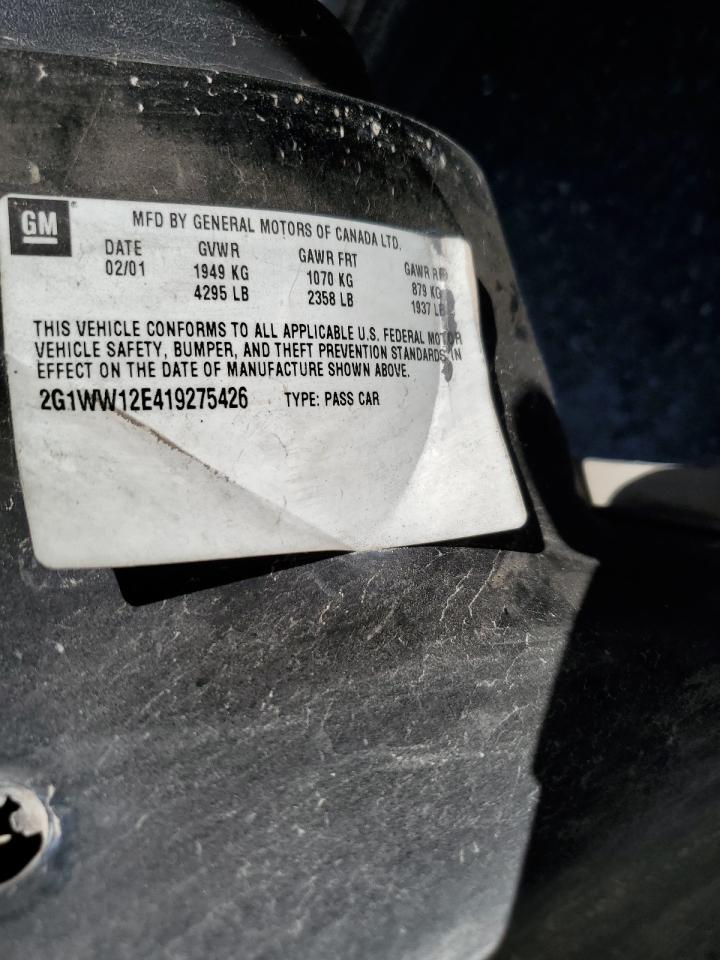 GM
MFD BY GENERAL MOTORS OF CANADA LTD.
DATE GVWR GAWR FRT GAWR RR
02/01 1949 KG 1070 KG 879 KG
4295 LB 2358 LB 1937 LB
THIS VEHICLE CONFORMS TO ALL APPLICABLE U.S. FEDERAL MOTOR
VEHICLE SAFETY, BUMPER, AND THEFT PREVENTION STANDARDS IN
EFFECT ON THE DATE OF MANUFACTURE SHOWN ABOVE.
2G1WW12E419275426 TYPE: PASS CAR